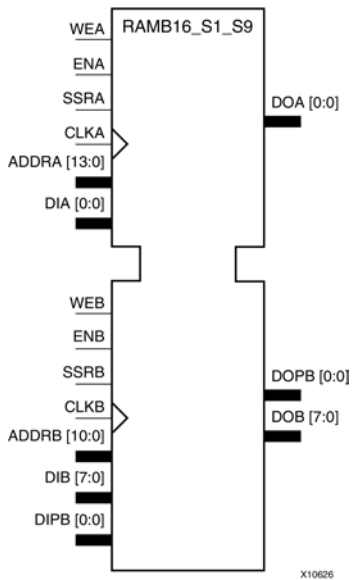 RAMB16_S1_S9
WEA
ENA
SSRA
CLKA
ADDRA [13:0]
DIA [0:0]
DOA [0:0]
WEB
ENB
SSRB
CLKB
ADDRB [10:0]
DIB [7:0]
DIPB [0:0]
DOPB [0:0]
DOB [7:0]
X10626